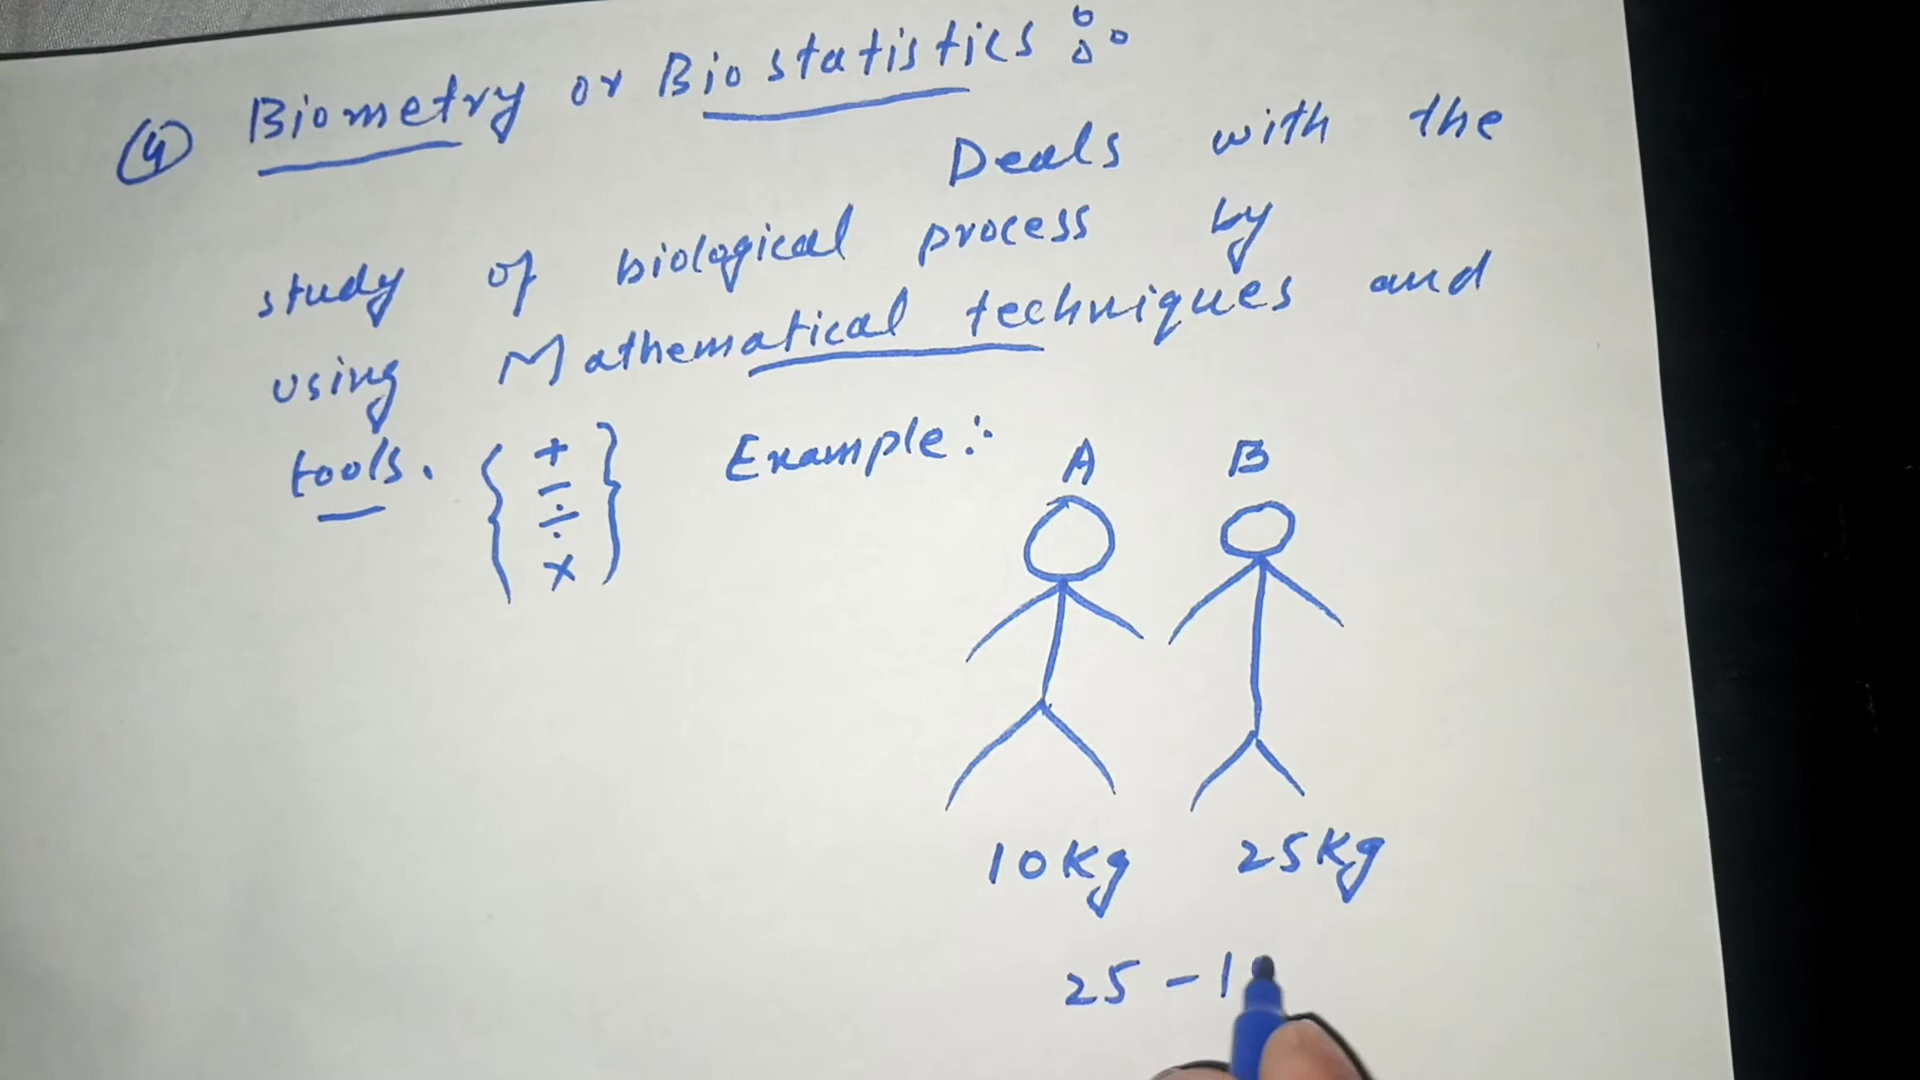 ④ Biometry or Biostatistics :
Deals with the
study of biological process by
using Mathematical techniques and
tools. { + − ÷ × } Example :
A B
10Kg 25Kg
25 - 1